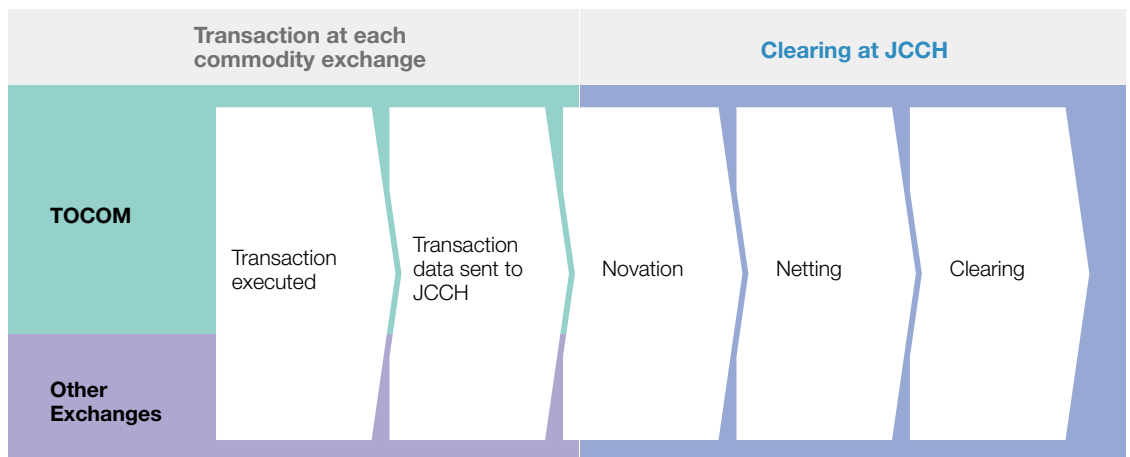 Transaction at each
commodity exchange
Clearing at JCCH
TOCOM
Transaction
executed
Transaction
data sent to
JCCH
Novation
Netting
Clearing
Other
Exchanges